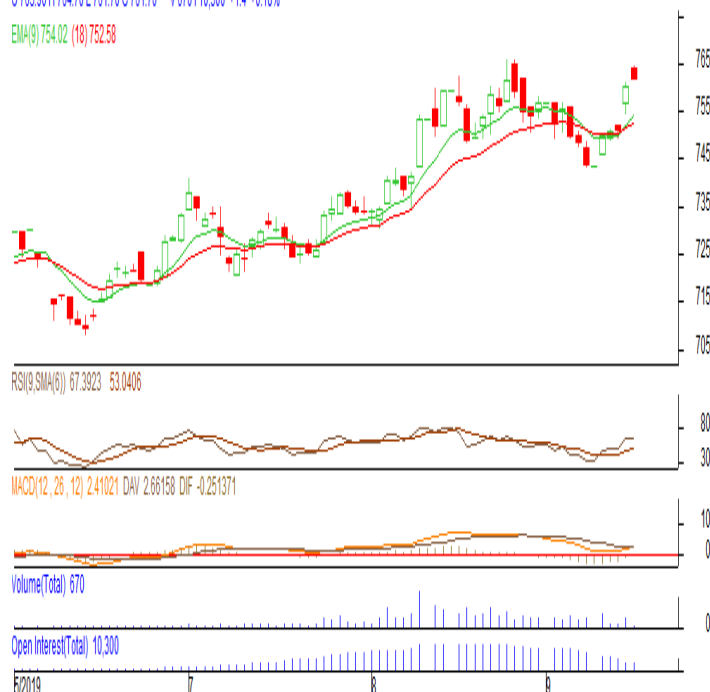 EMA(9) 754.02 (18) 752.58
765
755
745
735
725
715
705
RSI(9,SMA(6)) 67.3923 53.0406
80
30
MACD(12 , 26 , 12) 2.41021 DAV 2.66158 DIF -0.251371
10
0
Volume(Total) 670
0
Open Interest(Total) 10,300
5/2019 7 8 9